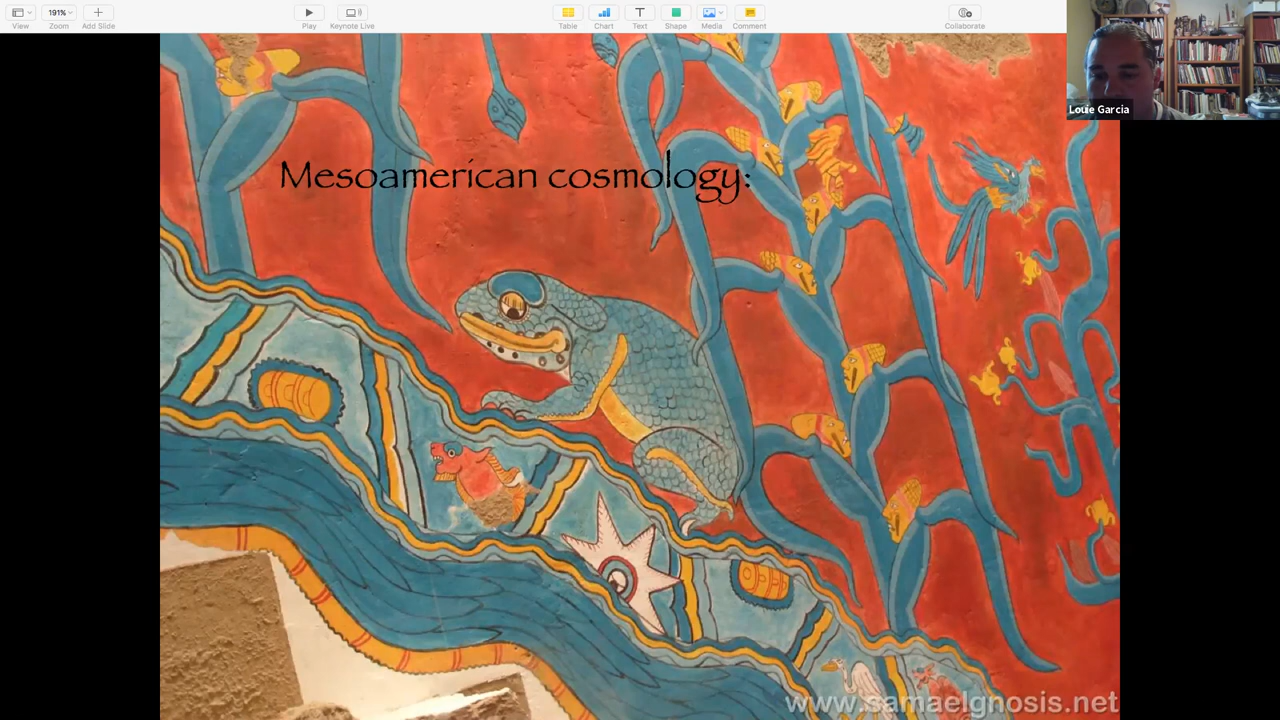 191%
View
Zoom
Add Slide
Play
Keynote Live
Table
Chart
Text
Shape
Media
Comment
Collaborate
Louie Garcia
Mesoamerican cosmology:
www.samaelgnosis.net